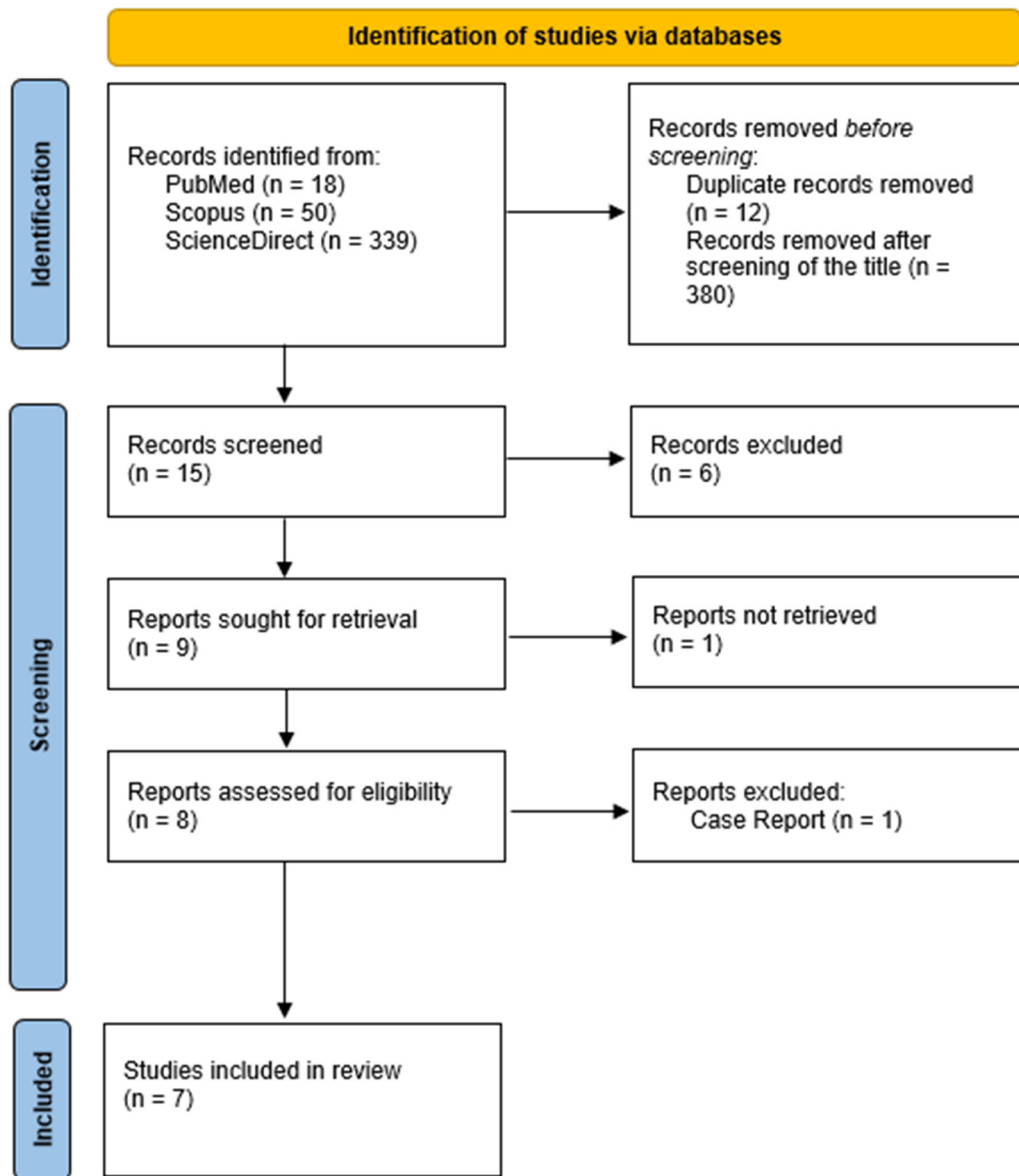 Identification of studies via databases
Identification
Records identified from:
PubMed (n = 18)
Scopus (n = 50)
ScienceDirect (n = 339)
Records removed before
screening:
Duplicate records removed
(n = 12)
Records removed after
screening of the title (n =
380)
Screening
Records screened
(n = 15)
Records excluded
(n = 6)
Reports sought for retrieval
(n = 9)
Reports not retrieved
(n = 1)
Reports assessed for eligibility
(n = 8)
Reports excluded:
Case Report (n = 1)
Included
Studies included in review
(n = 7)